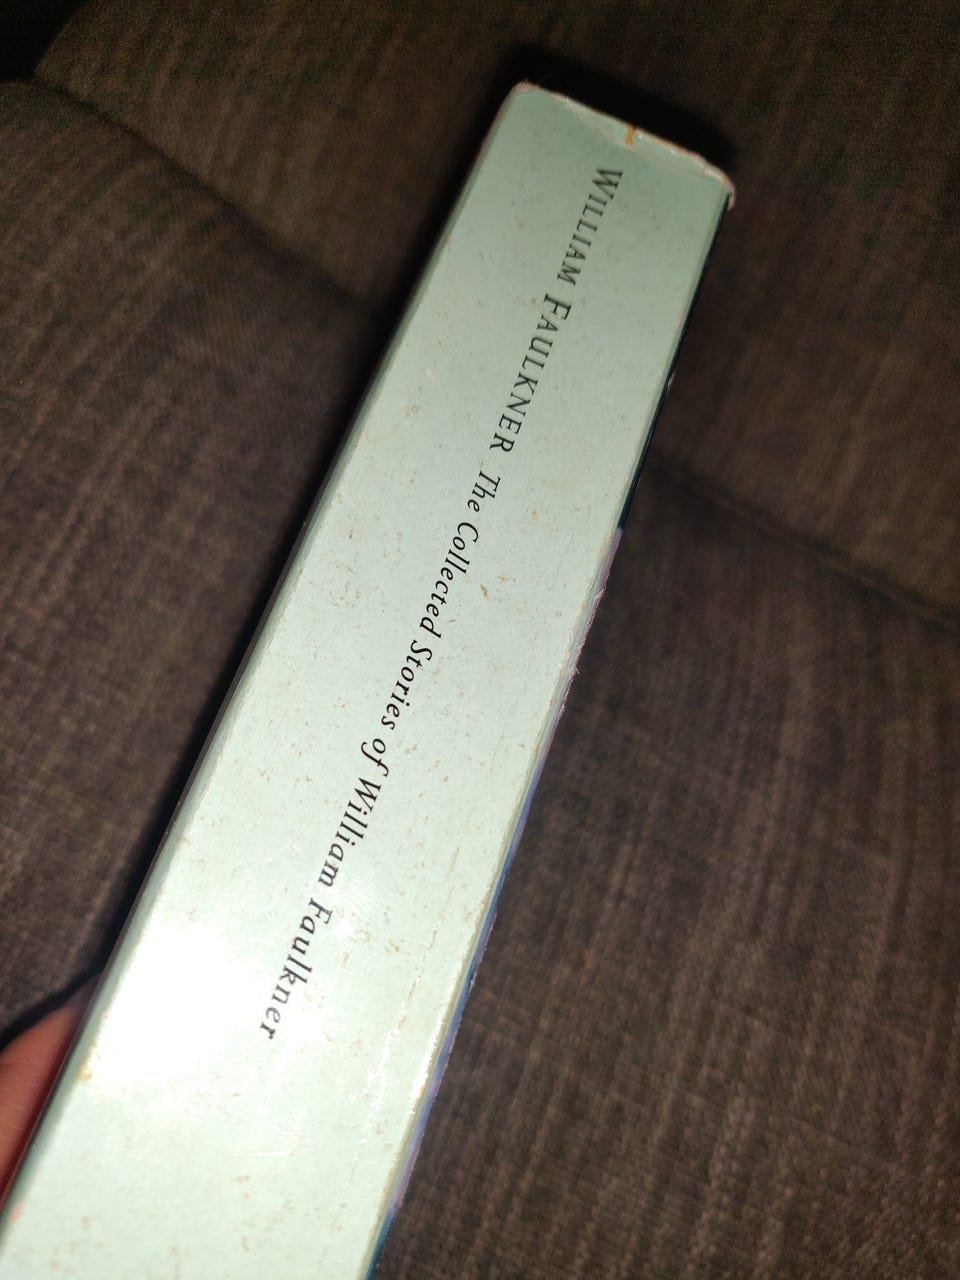 WILLIAM FAULKNER The Collected Stories of William Faulkner